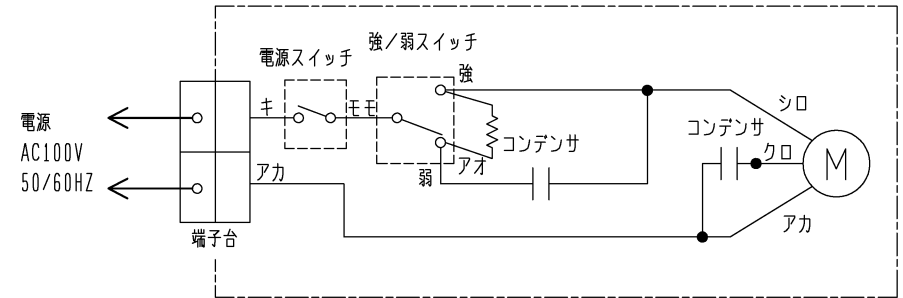 強/弱スイッチ
電源スイッチ
強
キ
モモ
シロ
電源
AC100V
50/60HZ
コンデンサ
コンデンサ
クロ
M
アカ
アオ
弱
アカ
端子台